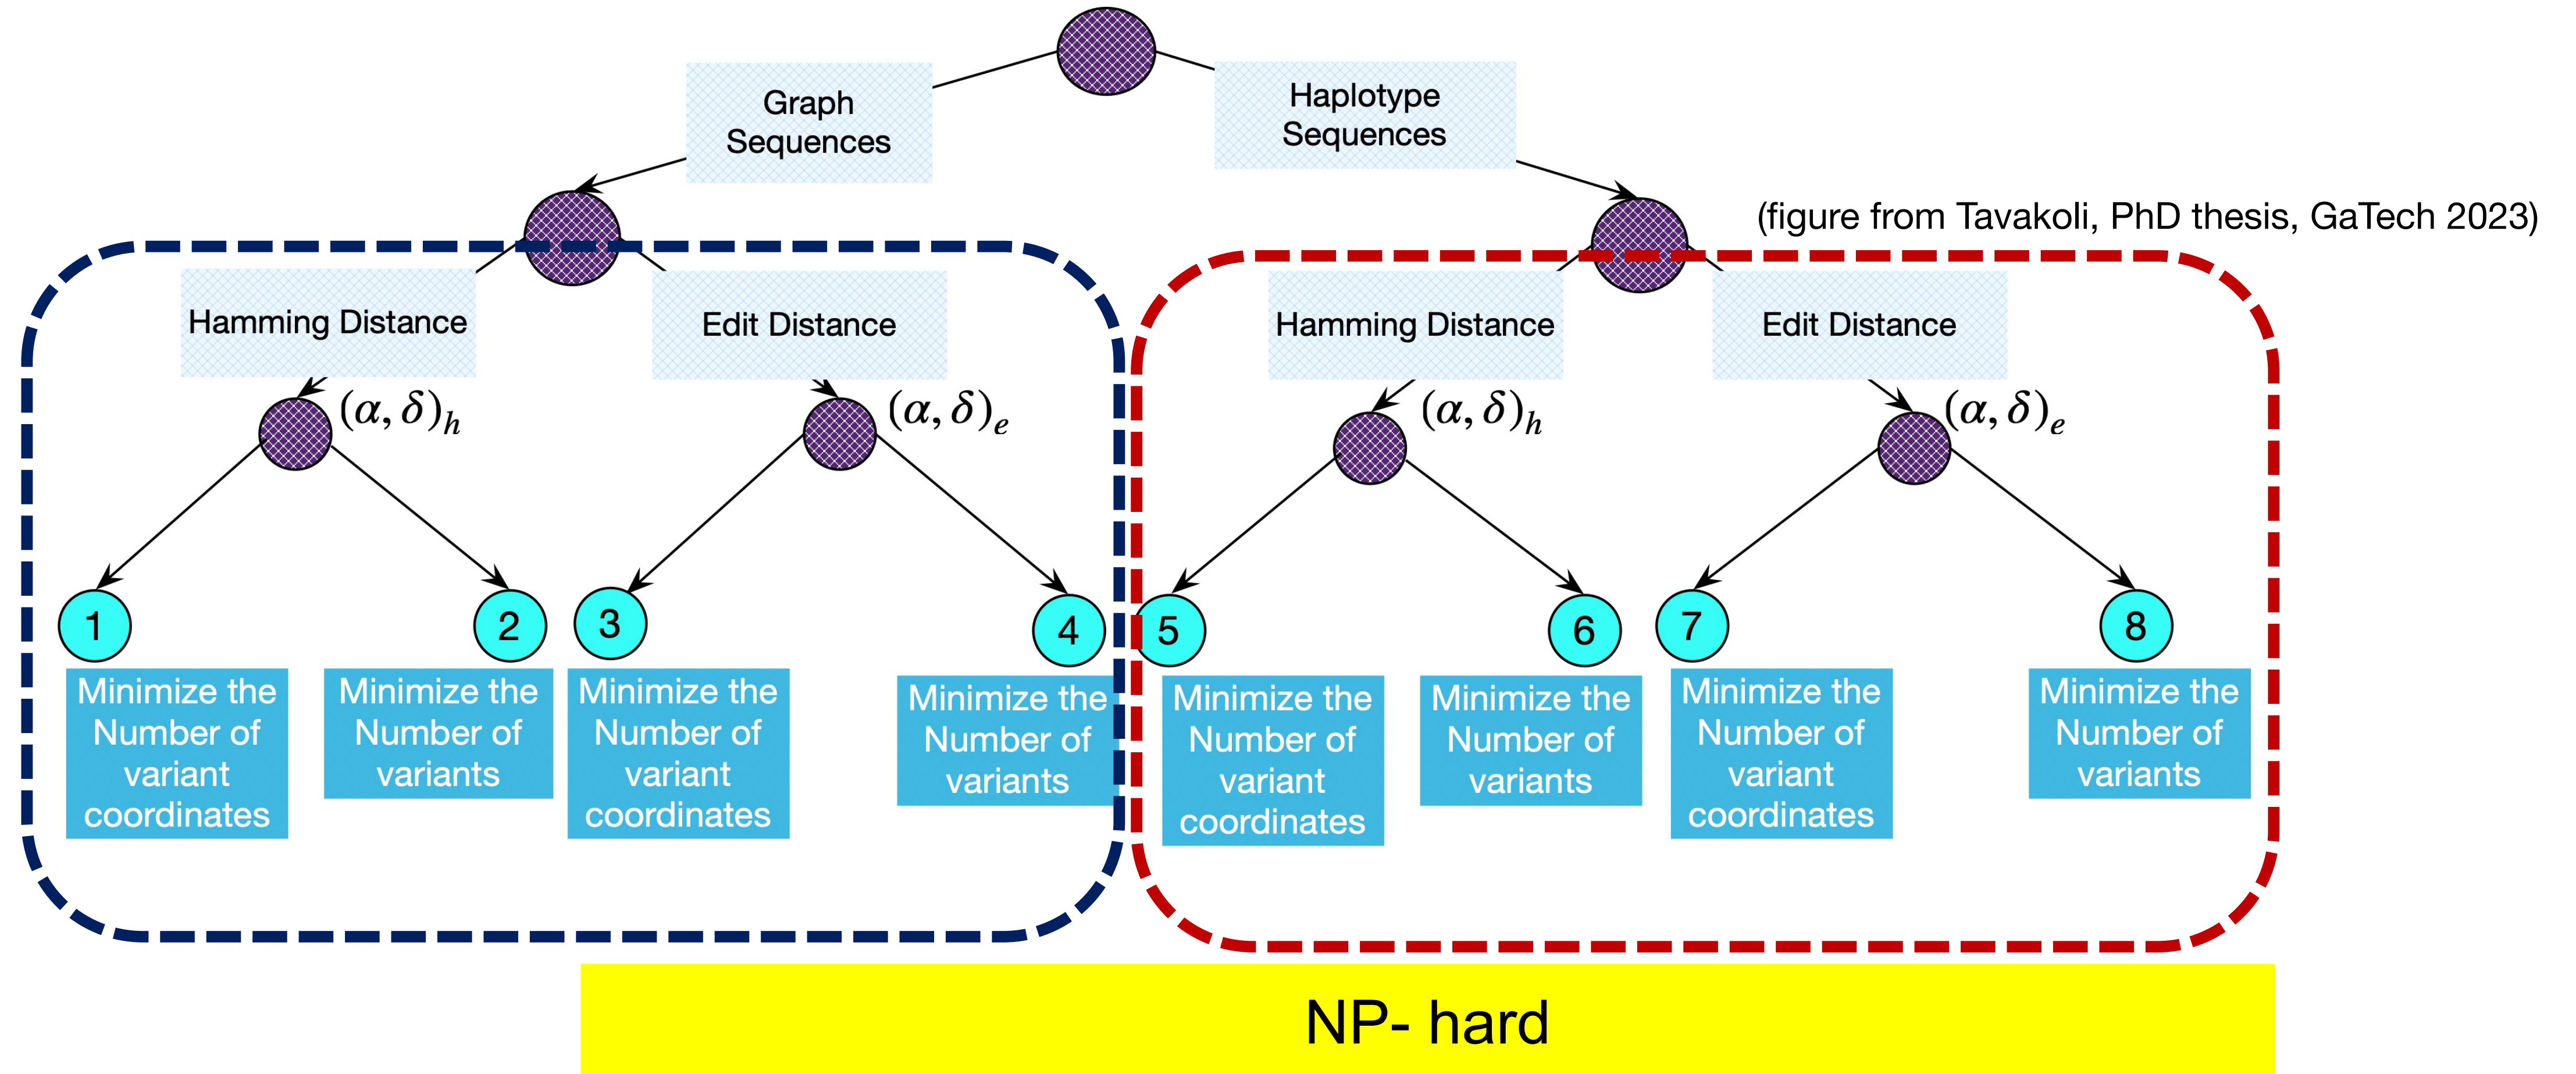 Graph
Sequences
Haplotype
Sequences
(figure from Tavakoli, PhD thesis, GaTech 2023)
Hamming Distance
Edit Distance
Hamming Distance
Edit Distance
(α, δ)h
(α, δ)e
(α, δ)h
(α, δ)e
1
2
3
4
5
6
7
8
Minimize the
Number of
variant
coordinates
Minimize the
Number of
variants
Minimize the
Number of
variant
coordinates
Minimize the
Number of
variants
Minimize the
Number of
variant
coordinates
Minimize the
Number of
variants
Minimize the
Number of
variant
coordinates
Minimize the
Number of
variants
NP- hard